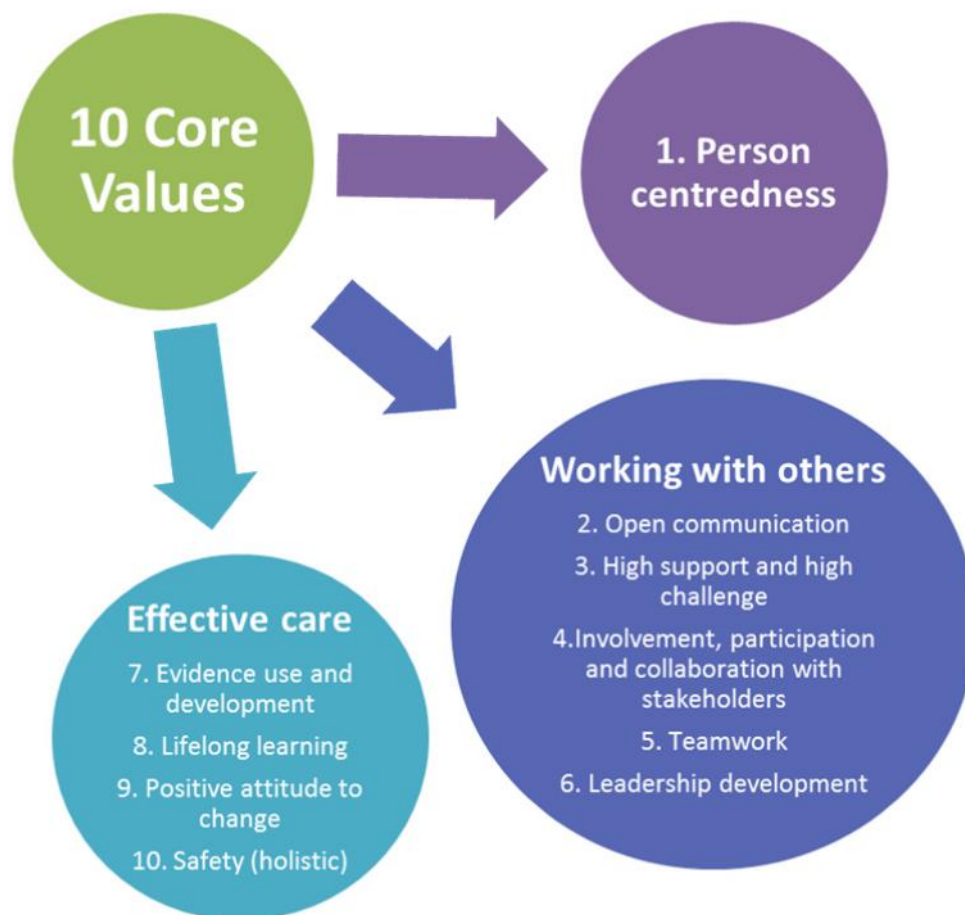 10 Core
Values
1. Person
centredness
Working with others
2. Open communication
3. High support and high
challenge
4.Involvement, participation
and collaboration with
stakeholders
5. Teamwork
6. Leadership development
Effective care
7. Evidence use and
development
8. Lifelong learning
9. Positive attitude to
change
10. Safety (holistic)